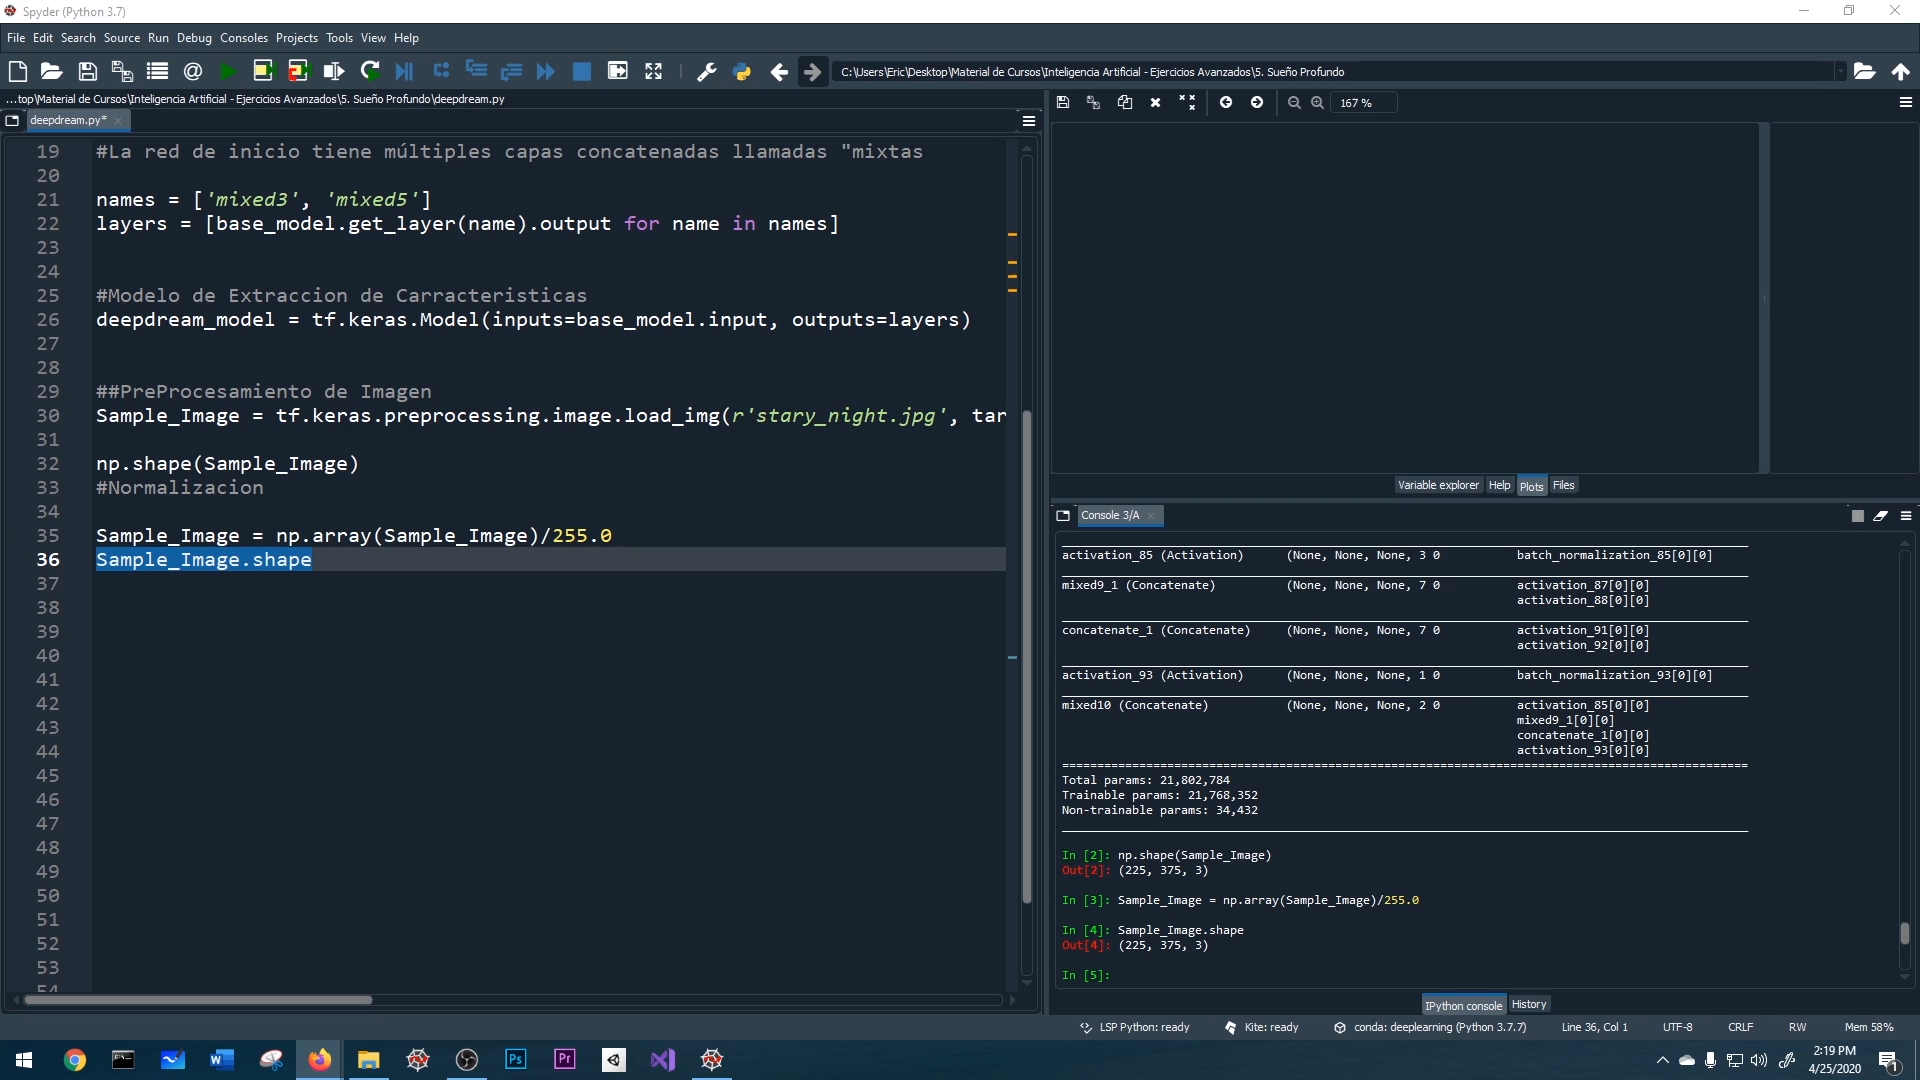 Spyder (Python 3.7)
File Edit Search Source Run Debug Consoles Projects Tools View Help
C:\Users\Eric\Desktop\Material de Cursos\Inteligencia Artificial - Ejercicios Avanzados\5. Sueño Profundo
...top\Material de Cursos\Inteligencia Artificial - Ejercicios Avanzados\5. Sueño Profundo\deepdream.py
deepdream.py*
19 #La red de inicio tiene múltiples capas concatenadas llamadas "mixtas
20
21 names = ['mixed3', 'mixed5']
22 layers = [base_model.get_layer(name).output for name in names]
23
24
25 #Modelo de Extraccion de Carracteristicas
26 deepdream_model = tf.keras.Model(inputs=base_model.input, outputs=layers)
27
28
29 ##PreProcesamiento de Imagen
30 Sample_Image = tf.keras.preprocessing.image.load_img(r'stary_night.jpg', tar
31
32 np.shape(Sample_Image)
33 #Normalizacion
34
35 Sample_Image = np.array(Sample_Image)/255.0
36 Sample_Image.shape
37
38
39
40
41
42
43
44
45
46
47
48
49
50
51
52
53
54
167 %
Variable explorer Help Plots Files
Console 3/A
activation_85 (Activation) (None, None, None, 3 0 batch_normalization_85[0][0]
mixed9_1 (Concatenate) (None, None, None, 7 0 activation_87[0][0]
activation_88[0][0]
concatenate_1 (Concatenate) (None, None, None, 7 0 activation_91[0][0]
activation_92[0][0]
activation_93 (Activation) (None, None, None, 1 0 batch_normalization_93[0][0]
mixed10 (Concatenate) (None, None, None, 2 0 activation_85[0][0]
mixed9_1[0][0]
concatenate_1[0][0]
activation_93[0][0]
Total params: 21,802,784
Trainable params: 21,768,352
Non-trainable params: 34,432
In [2]: np.shape(Sample_Image)
Out[2]: (225, 375, 3)
In [3]: Sample_Image = np.array(Sample_Image)/255.0
In [4]: Sample_Image.shape
Out[4]: (225, 375, 3)
In [5]:
IPython console History
LSP Python: ready Kite: ready conda: deeplearning (Python 3.7.7) Line 36, Col 1 UTF-8 CRLF RW Mem 58%
Ps Pr
2:19 PM
4/25/2020
1